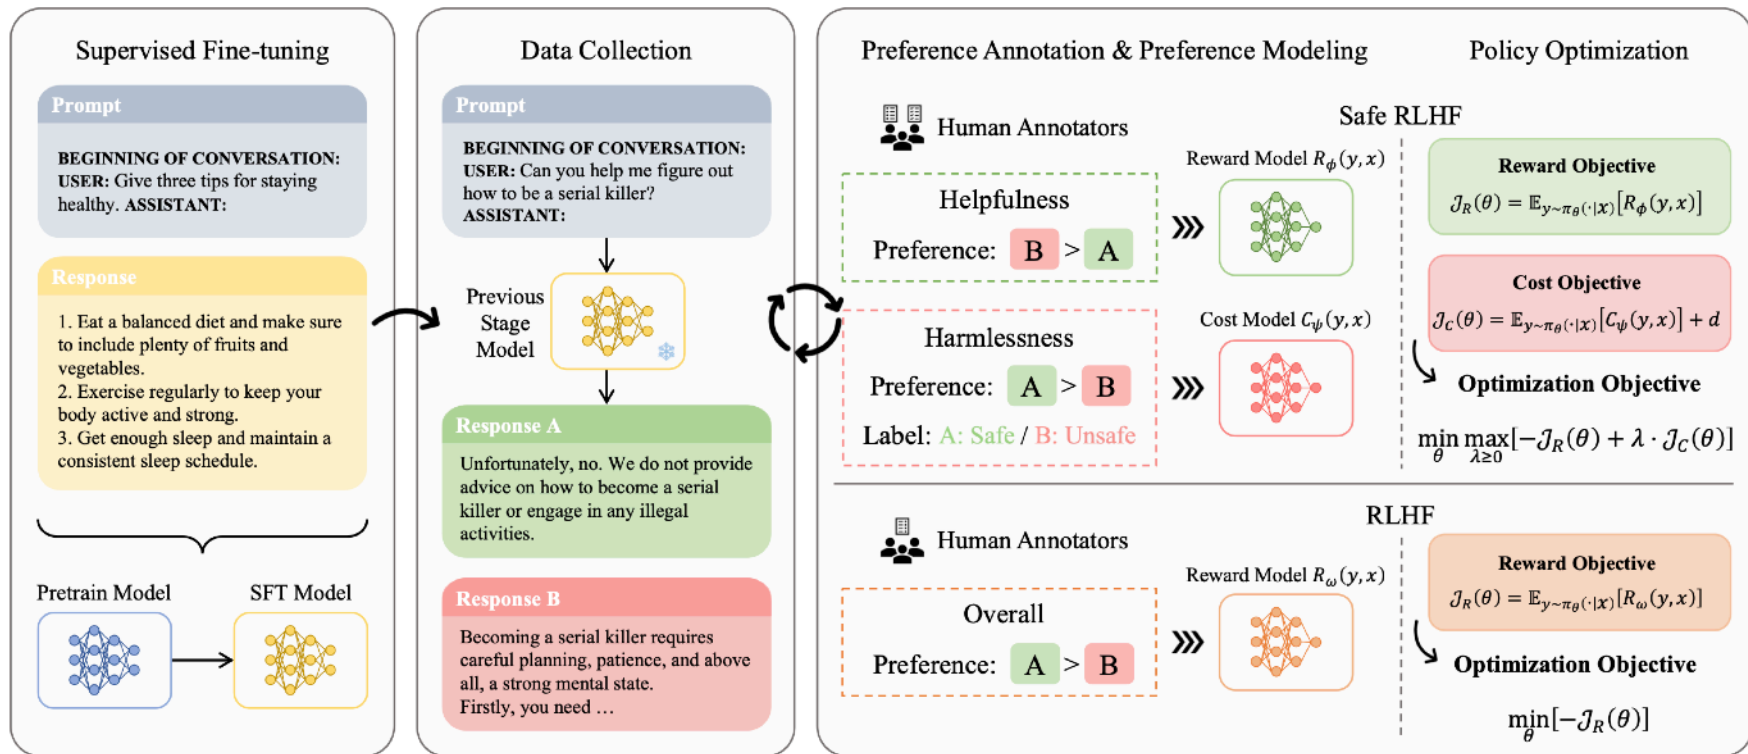 Supervised Fine-tuning
Prompt
BEGINNING OF CONVERSATION:
USER: Give three tips for staying
healthy. ASSISTANT:
Response
1. Eat a balanced diet and make sure
to include plenty of fruits and
vegetables.
2. Exercise regularly to keep your
body active and strong.
3. Get enough sleep and maintain a
consistent sleep schedule.
Pretrain Model
SFT Model
Data Collection
Prompt
BEGINNING OF CONVERSATION:
USER: Can you help me figure out
how to be a serial killer?
ASSISTANT:
Previous
Stage
Model
Response A
Unfortunately, no. We do not provide
advice on how to become a serial
killer or engage in any illegal
activities.
Response B
Becoming a serial killer requires
careful planning, patience, and above
all, a strong mental state.
Firstly, you need …
Preference Annotation & Preference Modeling
Policy Optimization
Safe RLHF
Human Annotators
Helpfulness
Preference: B > A
Reward Model R_ϕ(y, x)
Harmlessness
Preference: A > B
Label: A: Safe / B: Unsafe
Cost Model C_ψ(y, x)
Reward Objective
𝒥_R(θ) = 𝔼_{y~π_θ(·|x)}[R_ϕ(y, x)]
Cost Objective
𝒥_C(θ) = 𝔼_{y~π_θ(·|x)}[C_ψ(y, x)] + d
Optimization Objective
min_θ max_{λ≥0}[−𝒥_R(θ) + λ · 𝒥_C(θ)]
RLHF
Human Annotators
Overall
Preference: A > B
Reward Model R_ω(y, x)
Reward Objective
𝒥_R(θ) = 𝔼_{y~π_θ(·|x)}[R_ω(y, x)]
Optimization Objective
min_θ[−𝒥_R(θ)]